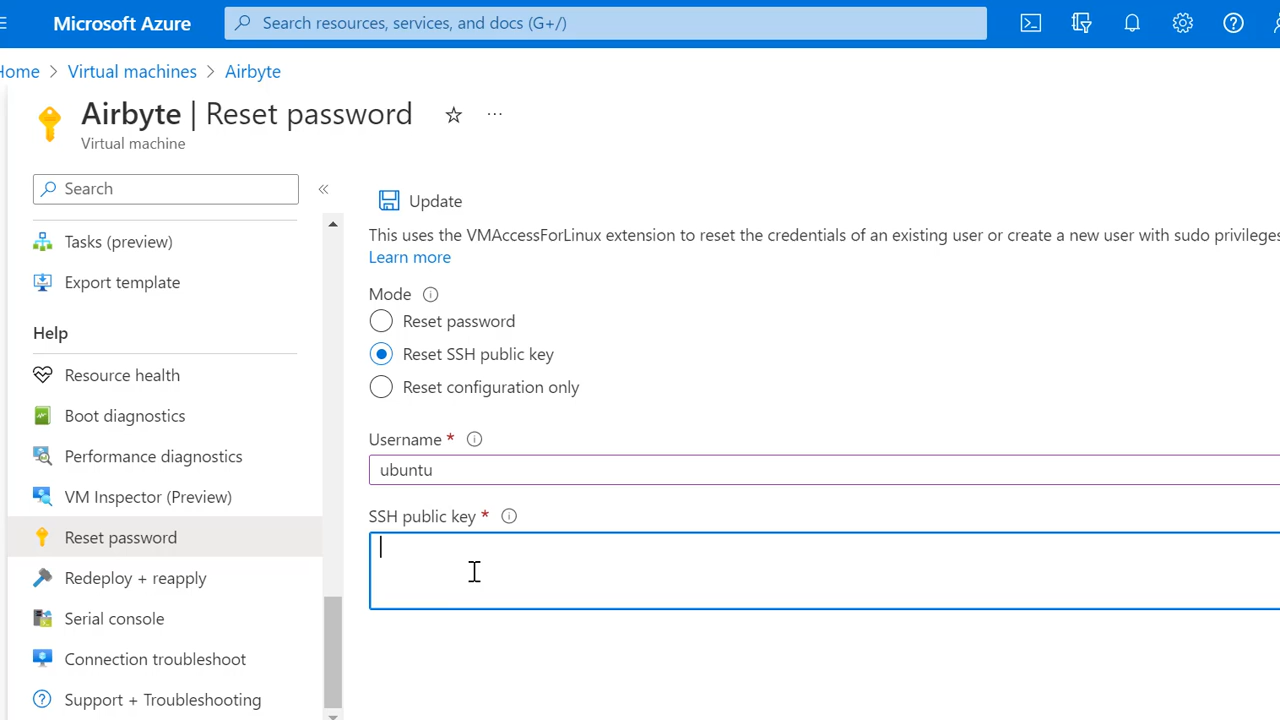 Microsoft Azure
Search resources, services, and docs (G+/)
Home > Virtual machines > Airbyte
Airbyte | Reset password
Virtual machine
Search
Update
This uses the VMAccessForLinux extension to reset the credentials of an existing user or create a new user with sudo privileges
Learn more
Tasks (preview)
Export template
Help
Resource health
Boot diagnostics
Performance diagnostics
VM Inspector (Preview)
Reset password
Redeploy + reapply
Serial console
Connection troubleshoot
Support + Troubleshooting
Mode
Reset password
Reset SSH public key
Reset configuration only
Username *
ubuntu
SSH public key *